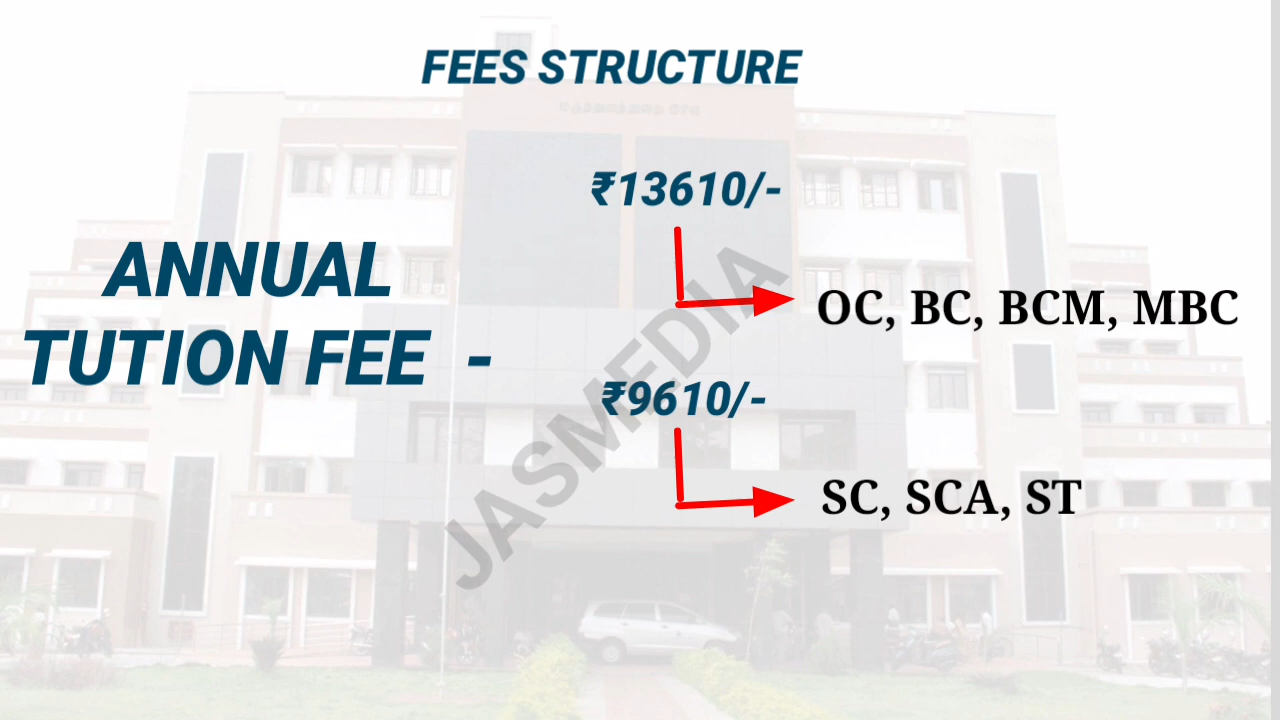 FEES STRUCTURE
₹13610/-
OC, BC, BCM, MBC
ANNUAL
TUTION FEE -
₹9610/-
SC, SCA, ST
JASMEDIA